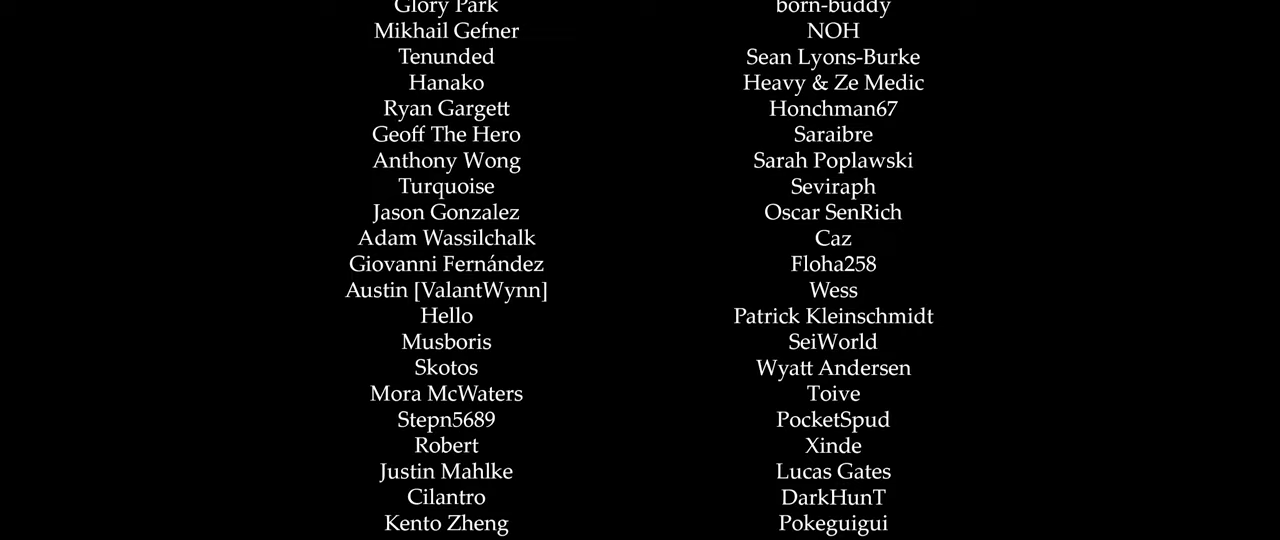 Glory Park
born-buddy
Mikhail Gefner
NOH
Tenunded
Sean Lyons-Burke
Hanako
Heavy & Ze Medic
Ryan Gargett
Honchman67
Geoff The Hero
Saraibre
Anthony Wong
Sarah Poplawski
Turquoise
Seviraph
Jason Gonzalez
Oscar SenRich
Adam Wassilchalk
Caz
Giovanni Fernández
Floha258
Austin [ValantWynn]
Wess
Hello
Patrick Kleinschmidt
Musboris
SeiWorld
Skotos
Wyatt Andersen
Mora McWaters
Toive
Stepn5689
PocketSpud
Robert
Xinde
Justin Mahlke
Lucas Gates
Cilantro
DarkHunT
Kento Zheng
Pokeguigui